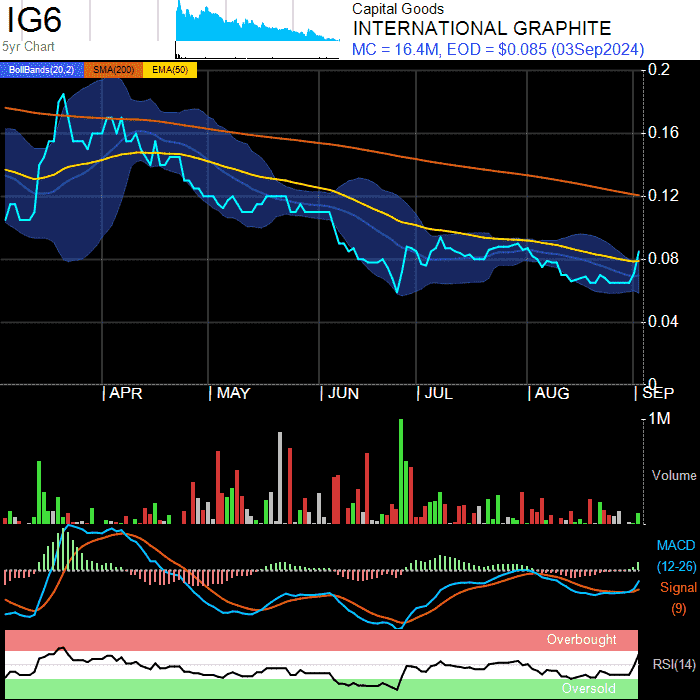 IG6
5yr Chart
Capital Goods
INTERNATIONAL GRAPHITE
MC = 16.4M, EOD = $0.085 (03Sep2024)
BollBands(20,2) SMA(200) EMA(50)
0.2
0.16
0.12
0.08
0.04
0
APR MAY JUN JUL AUG SEP
1M
Volume
MACD
(12-26)
Signal
(9)
Overbought
RSI(14)
Oversold